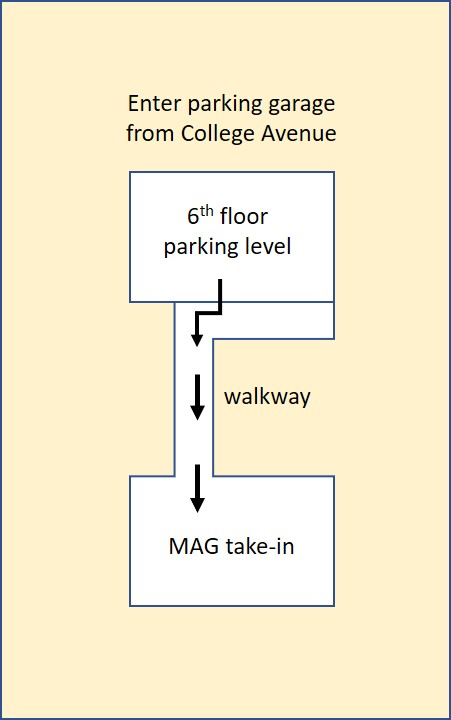 Enter parking garage
from College Avenue
6th floor
parking level
walkway
MAG take-in